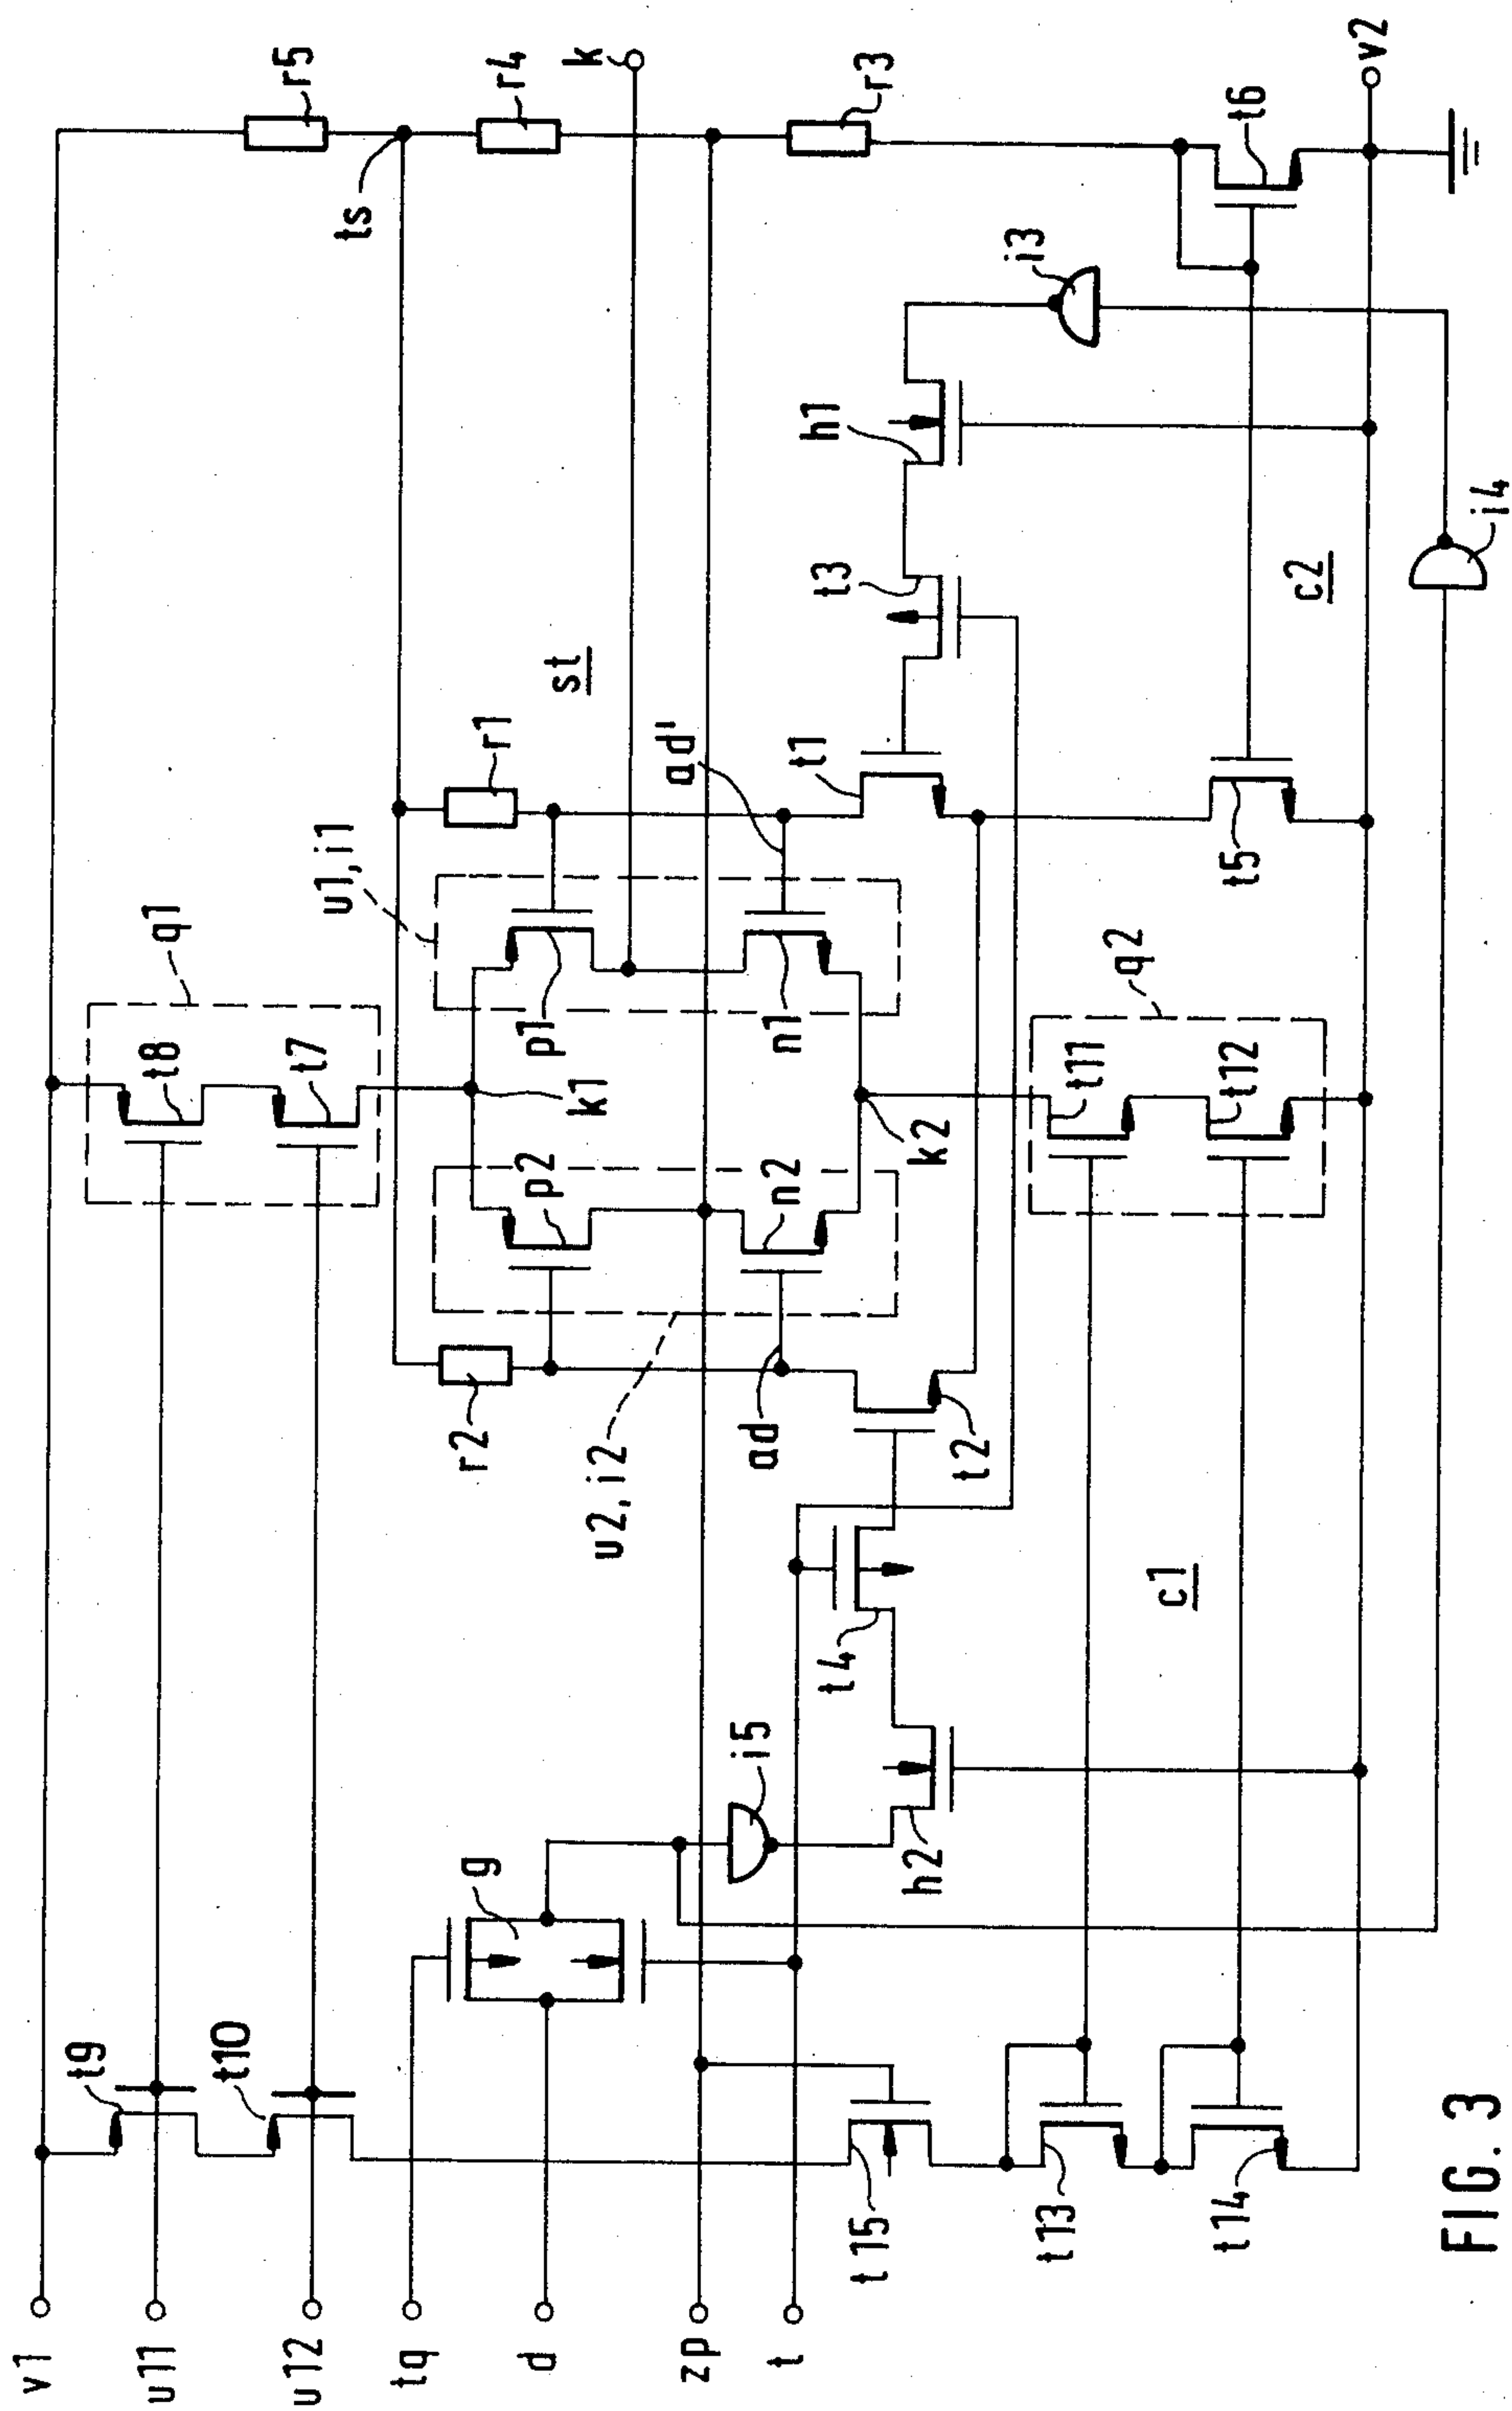 v1
t9
q1
u11
t8
t10
r5
u12
t7
u1,i1
ts
tq
r2
g
r1
r4
d
p2
p1
k1
st
k
u2,i2
zp
ad
ad'
i5
n2
n1
t
t1
t4
t3
h1
t15
r3
h2
k2
t2
i3
t13
t11
q2
c1
t14
t12
t5
t6
c2
v2
i4
FIG. 3